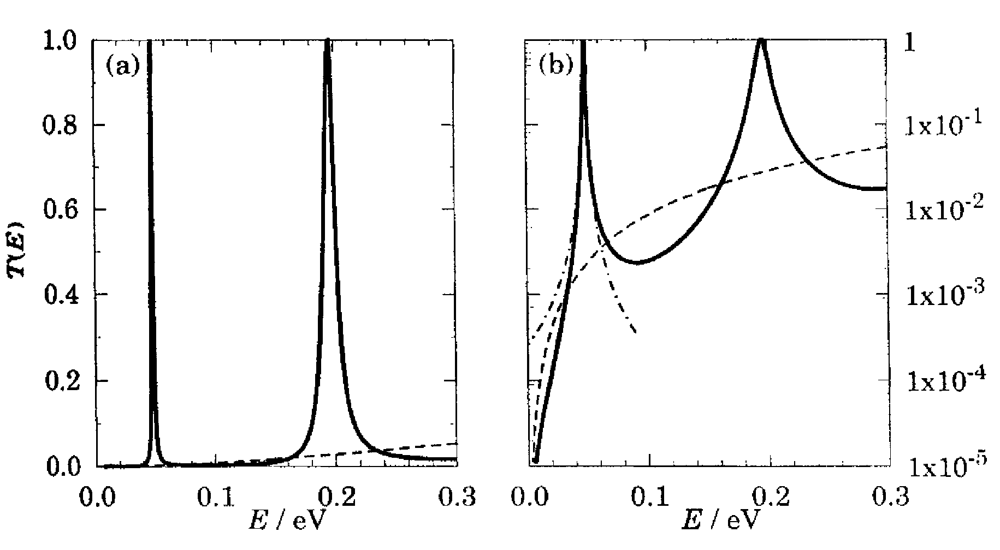 1.0
(a)
(b)
1
0.8
1x10⁻¹
0.6
1x10⁻²
T(E)
0.4
1x10⁻³
0.2
1x10⁻⁴
0.0
1x10⁻⁵
0.0 0.1 0.2 0.3
0.0 0.1 0.2 0.3
E / eV
E / eV